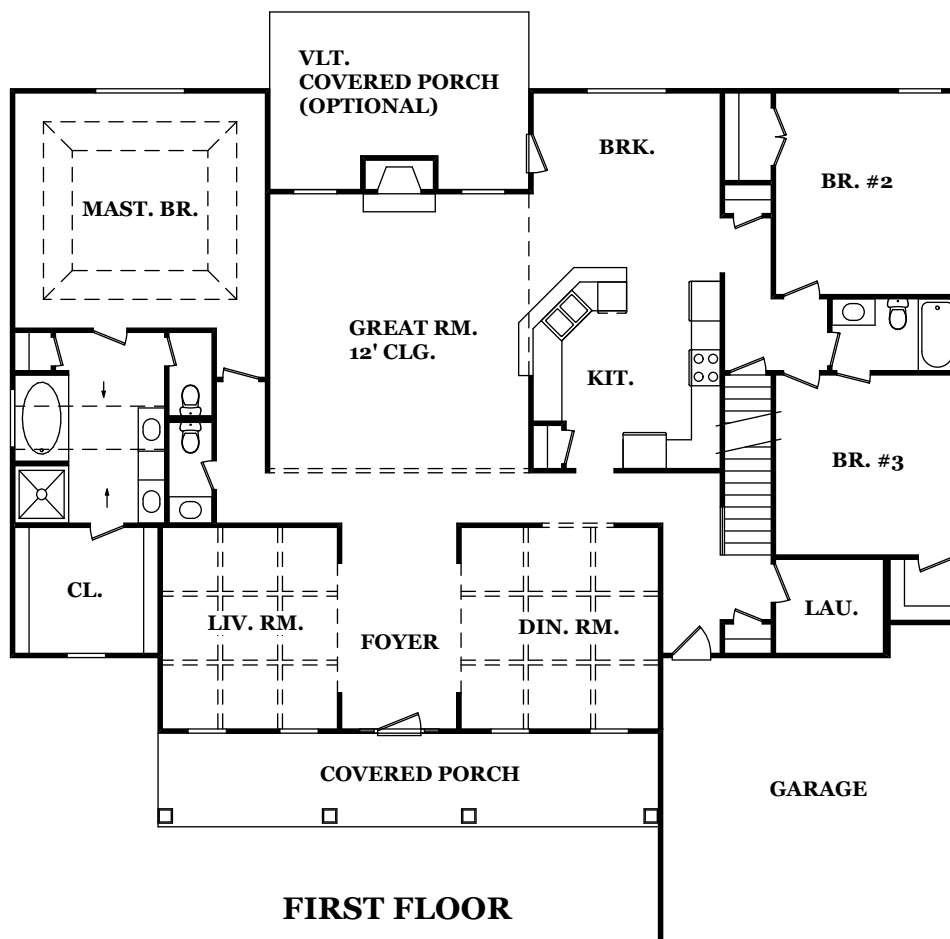 VLT.
COVERED PORCH
(OPTIONAL)
BRK.
BR. #2
MAST. BR.
GREAT RM.
12' CLG.
KIT.
BR. #3
CL.
LIV. RM.
FOYER
DIN. RM.
LAU.
COVERED PORCH
GARAGE
FIRST FLOOR